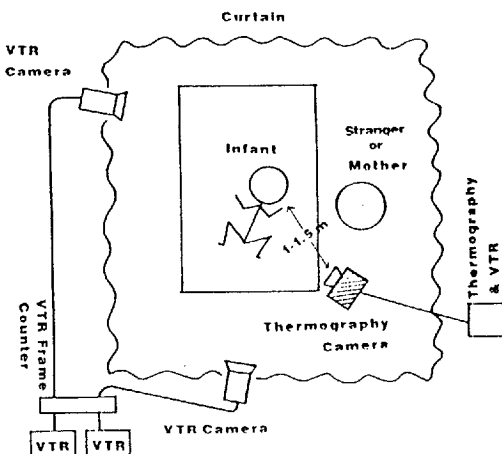 Curtain
VTR
Camera
Infant
Stranger
or
Mother
1-1.5 m
Thermography
& VTR
Thermography
Camera
VTR Frame
Counter
VTR Camera
VTR
VTR